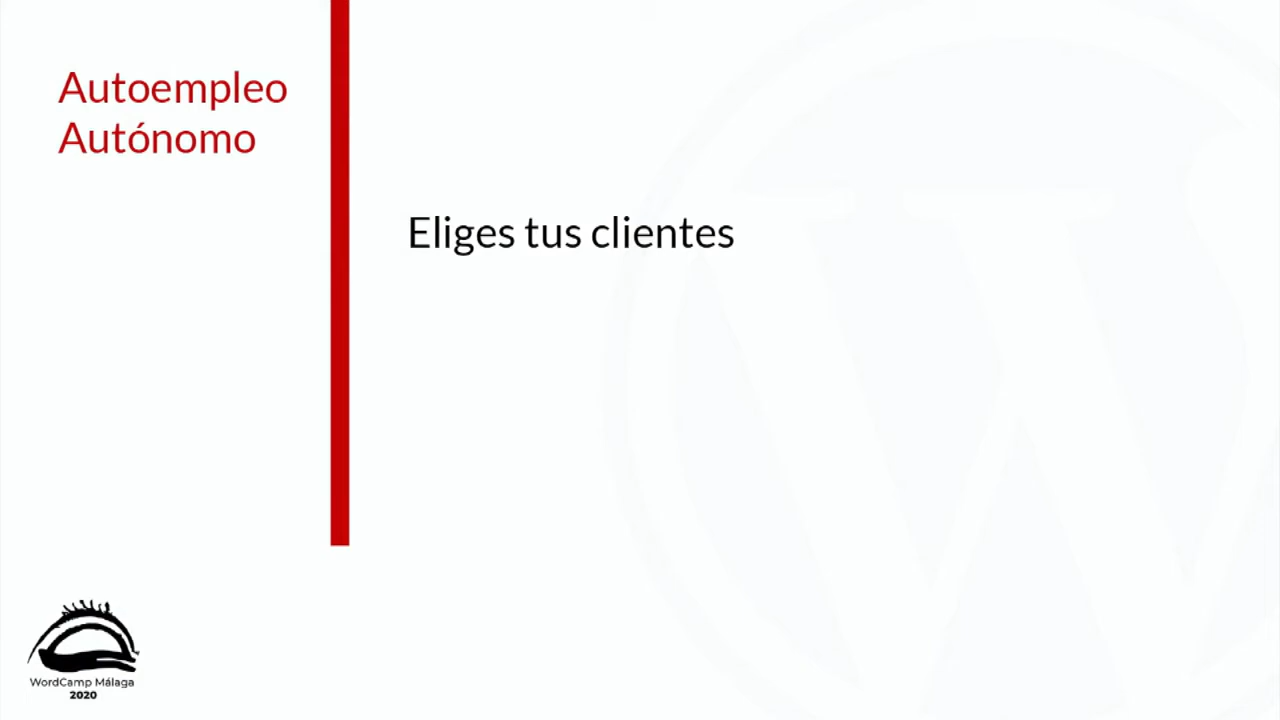 Autoempleo
Autónomo
Eliges tus clientes
WordCamp Málaga
2020